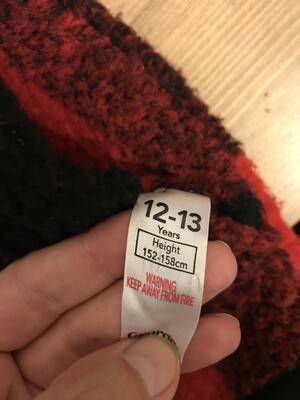 12-13
Years
Height
152-158cm
WARNING
KEEP AWAY FROM FIRE